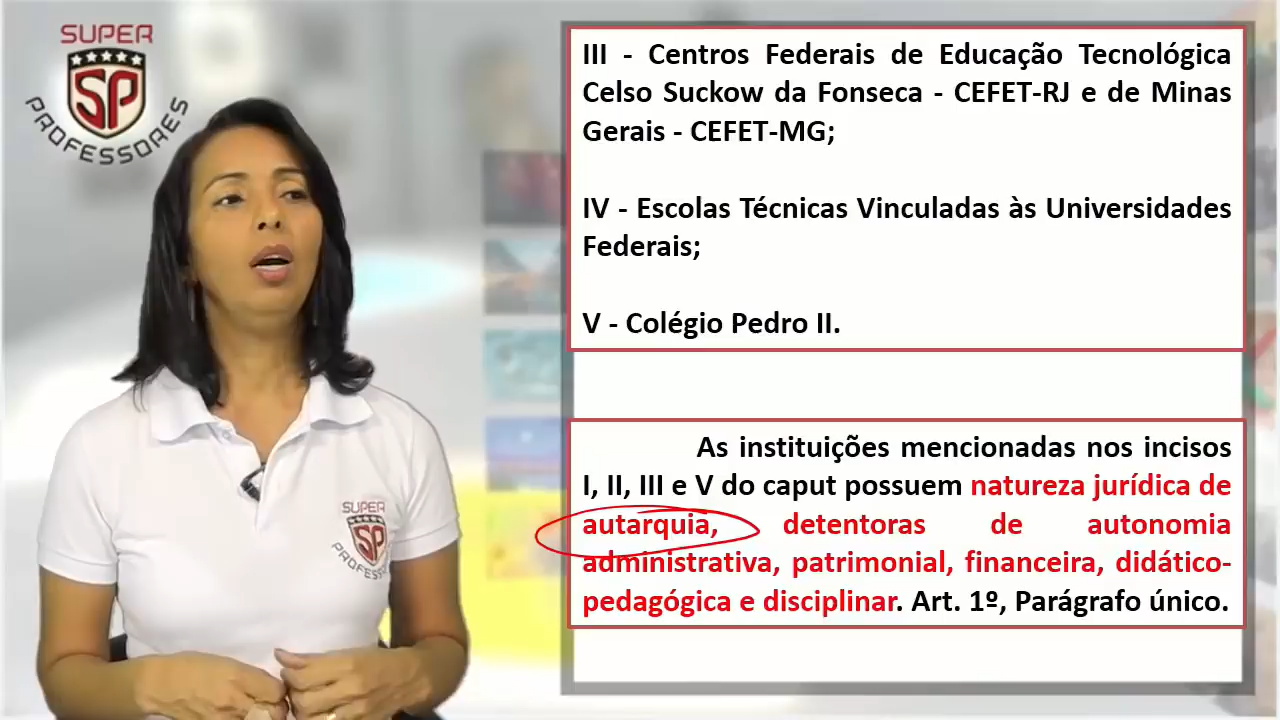 SUPER
SP
PROFESSORES
III - Centros Federais de Educação Tecnológica
Celso Suckow da Fonseca - CEFET-RJ e de Minas
Gerais - CEFET-MG;
IV - Escolas Técnicas Vinculadas às Universidades
Federais;
V - Colégio Pedro II.
As instituições mencionadas nos incisos
I, II, III e V do caput possuem natureza jurídica de
autarquia, detentoras de autonomia
administrativa, patrimonial, financeira, didático-
pedagógica e disciplinar. Art. 1º, Parágrafo único.
SUPER
SP
PROFESSORES